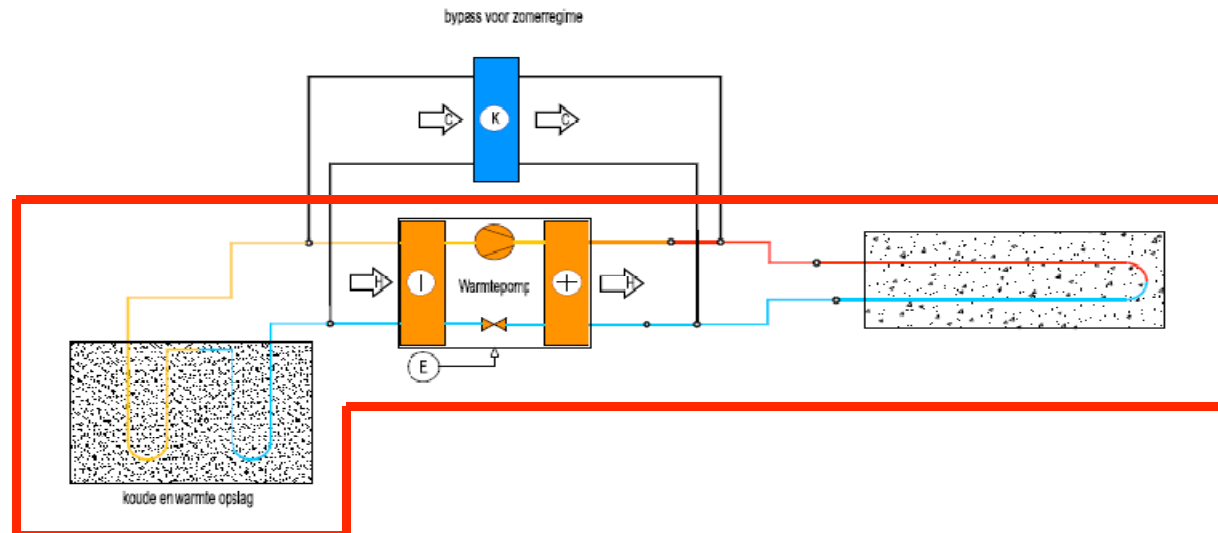 bypass voor zomerregime
C K C
H Warmtepomp H
E
koude en warmte opslag